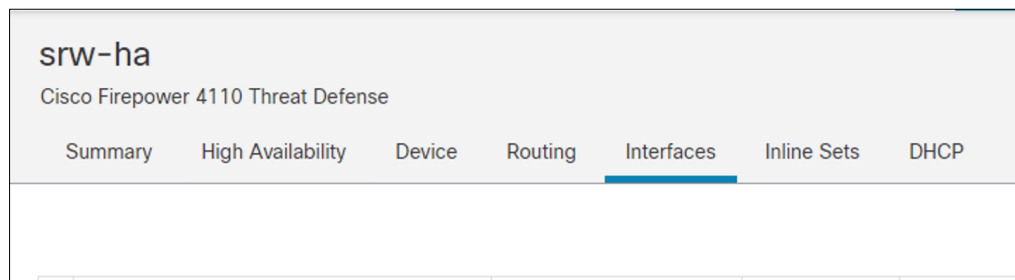 srw-ha
Cisco Firepower 4110 Threat Defense
Summary High Availability Device Routing Interfaces Inline Sets DHCP